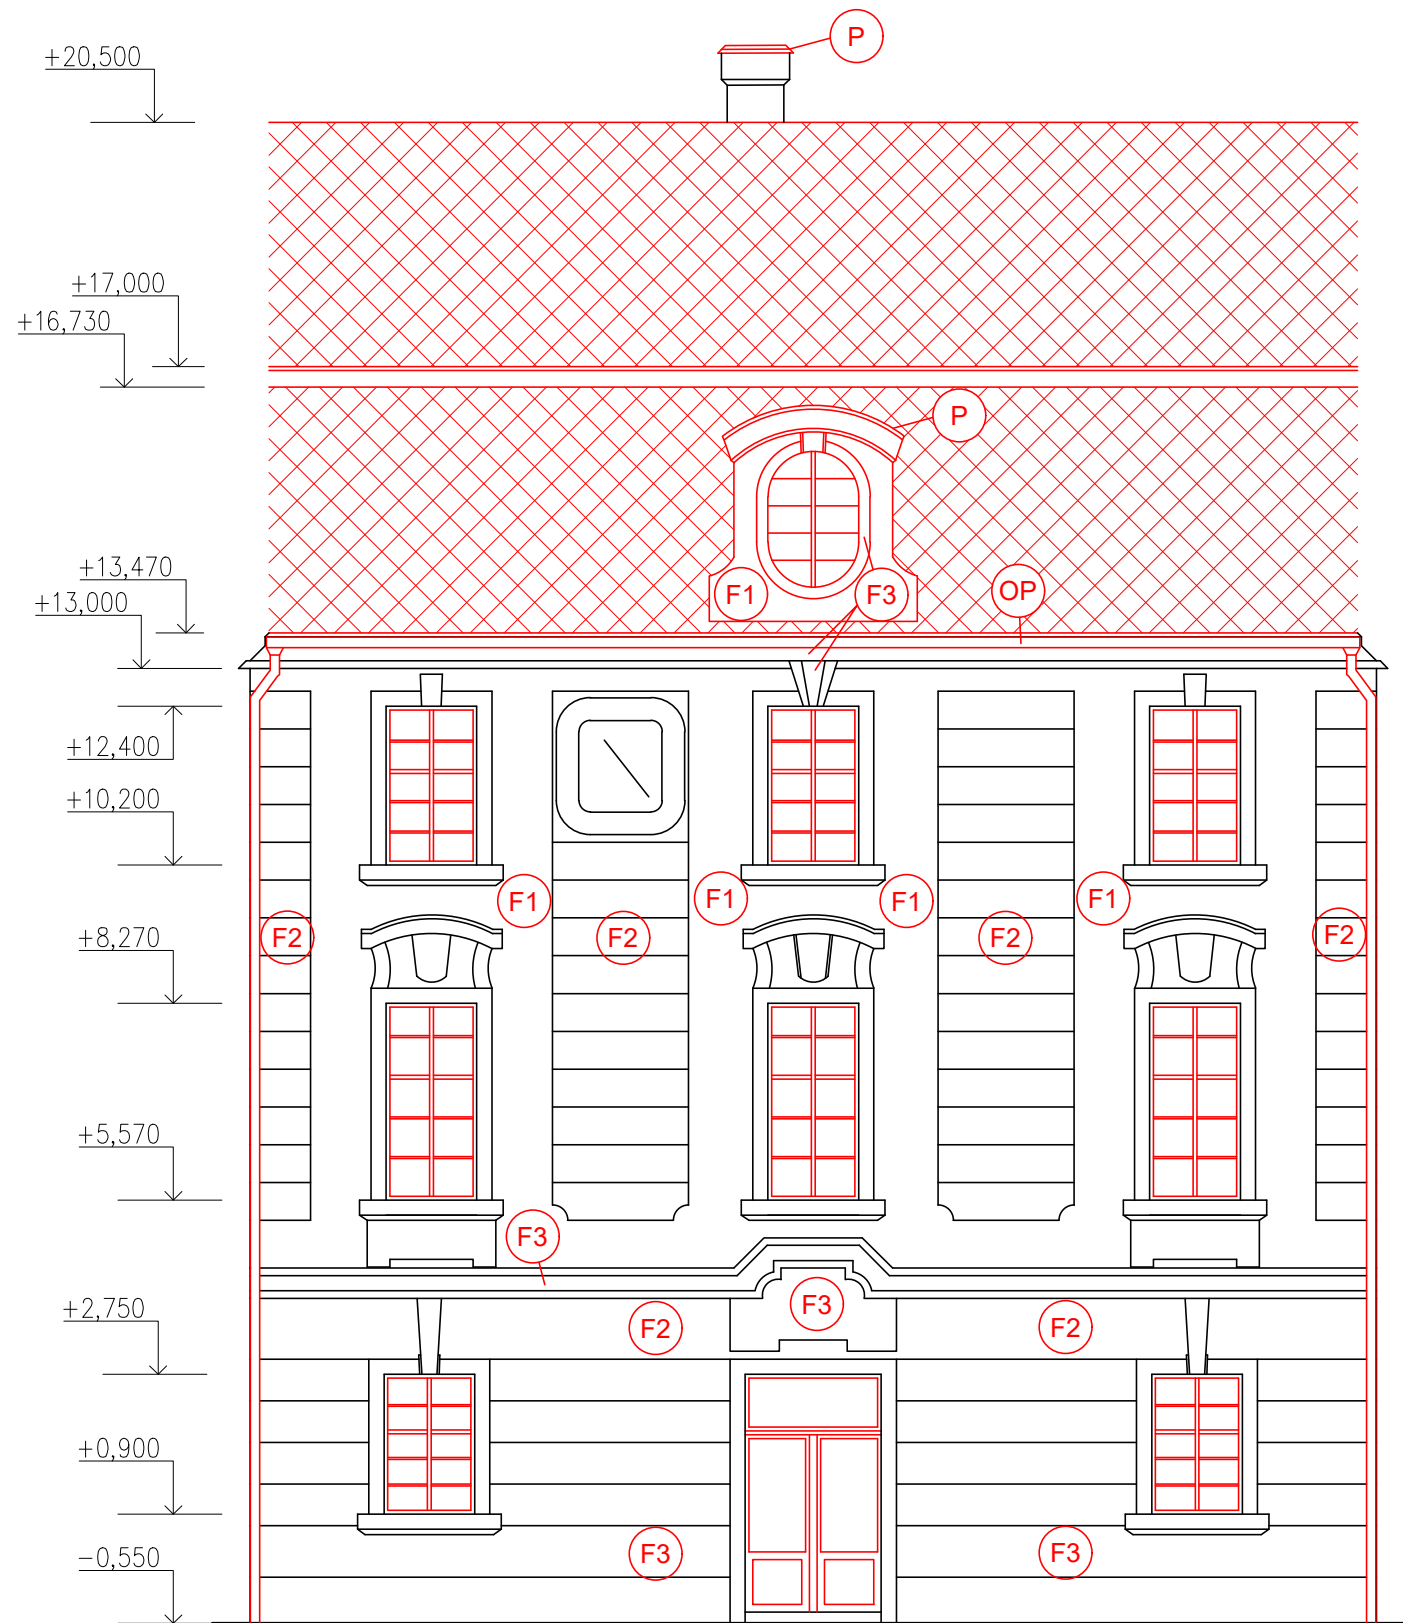 P
+20,500
+17,000
+16,730
P
+13,470
F1
F3
OP
+13,000
+12,400
+10,200
F1
F1
F1
F1
+8,270
F2
F2
F2
F2
+5,570
F3
+2,750
F3
F2
F2
+0,900
-0,550
F3
F3